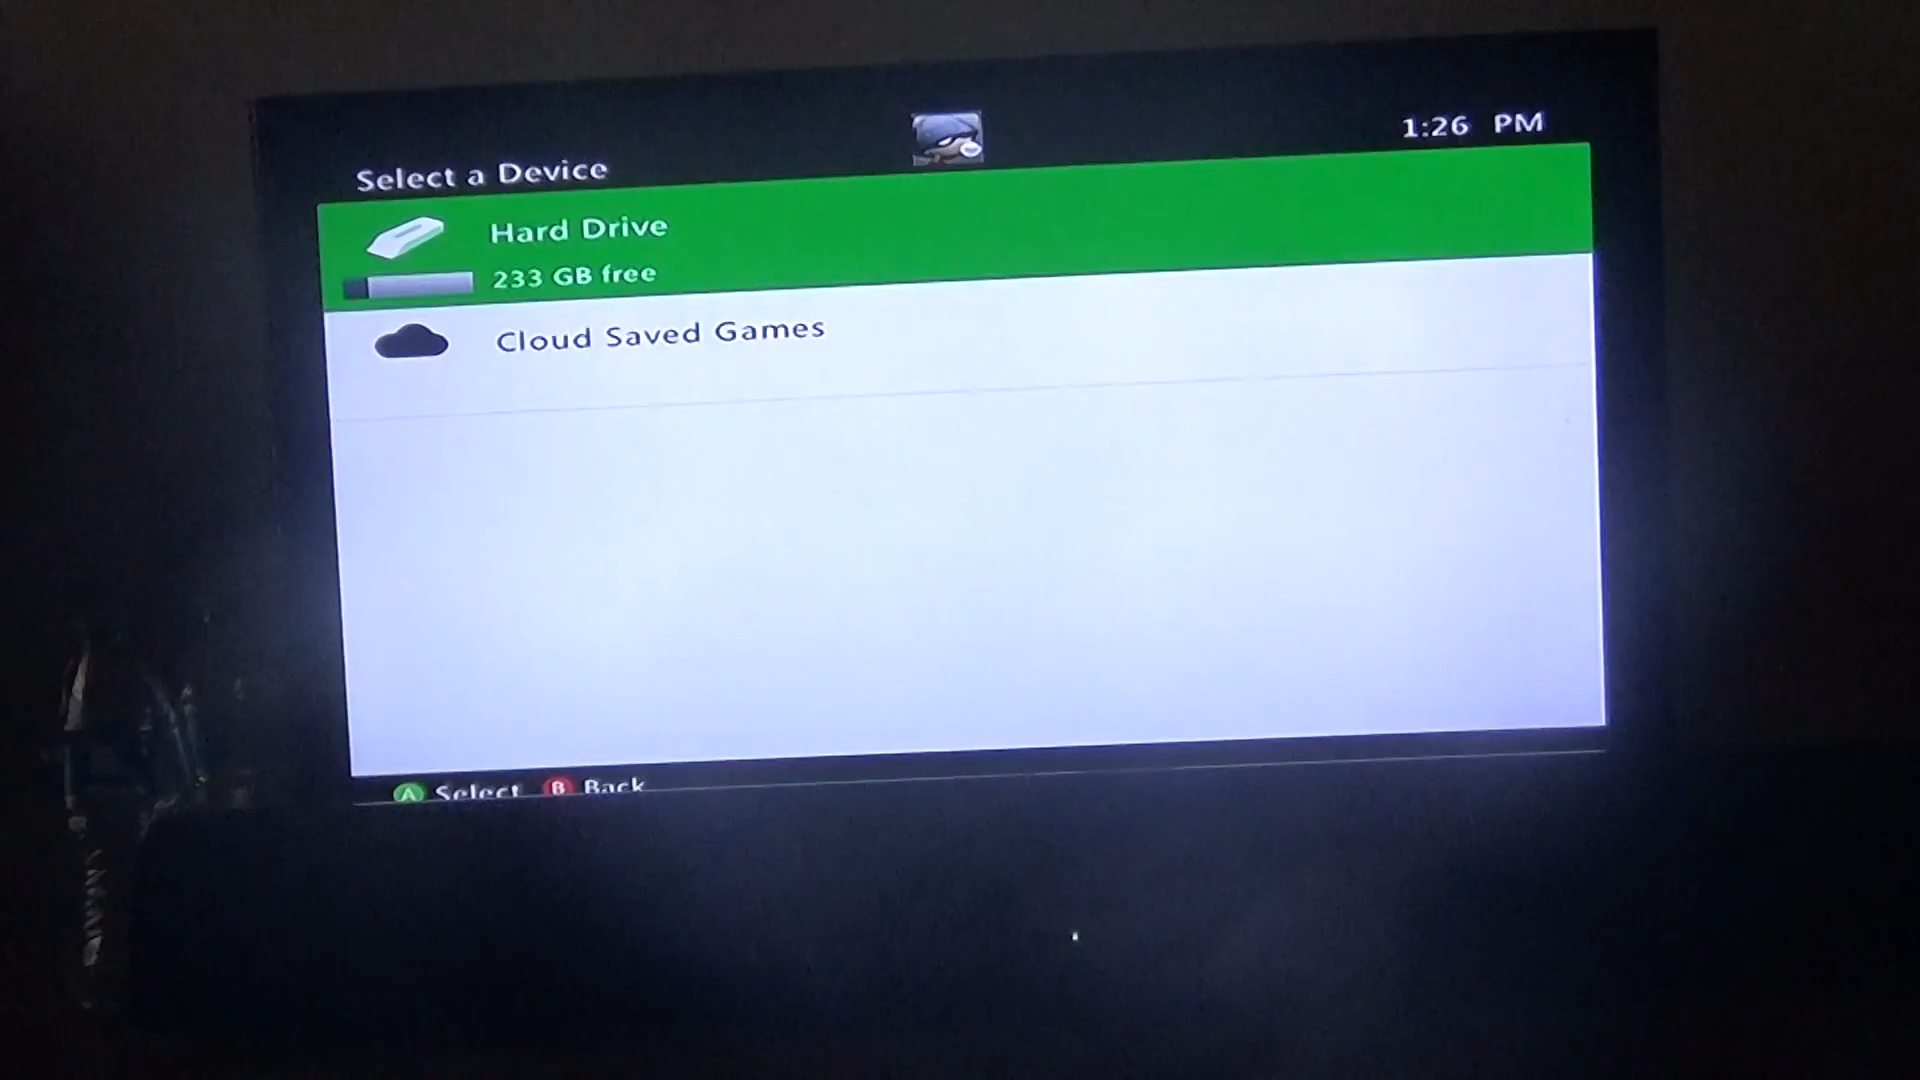 1:26 PM
Select a Device
Hard Drive
233 GB free
Cloud Saved Games
A Select B Back